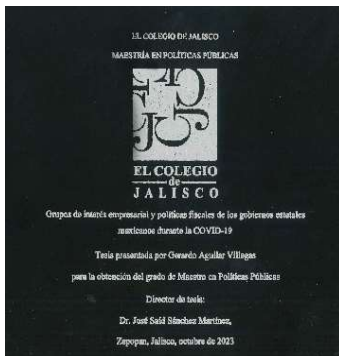 EL COLEGIO DE JALISCO
MAESTRÍA EN POLÍTICAS PÚBLICAS
EL COLEGIO
de
JALISCO
Grupos de interés empresarial y políticas fiscales de los gobiernos estatales
mexicanos durante la COVID-19
Tesis presentada por Gerardo Aguilar Villegas
para la obtención del grado de Maestro en Políticas Públicas
Director de tesis:
Dr. José Saíd Sánchez Martínez,
Zapopan, Jalisco, octubre de 2023